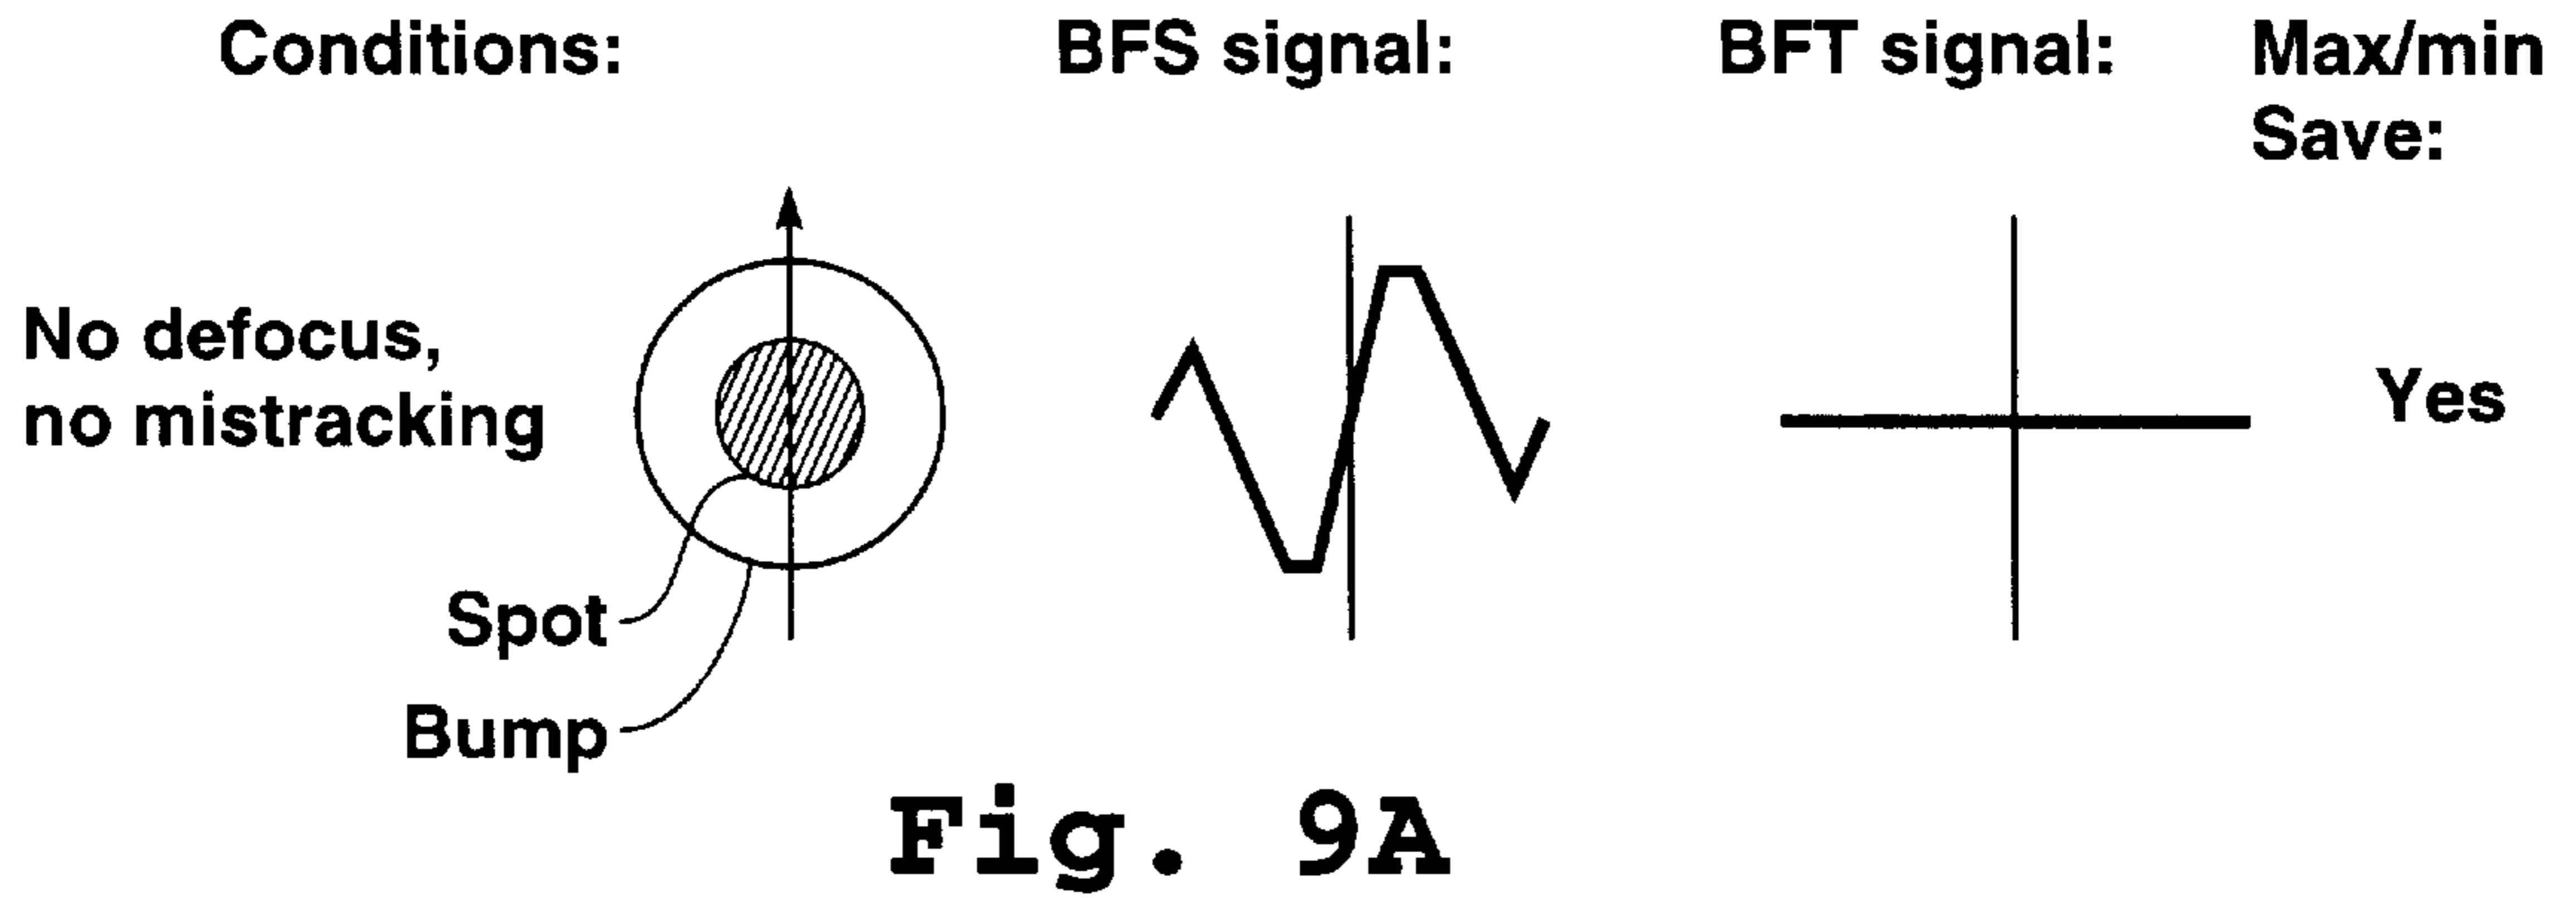 Conditions: BFS signal: BFT signal: Max/min
Save:
No defocus,
no mistracking
Yes
Spot
Bump
Fig. 9A